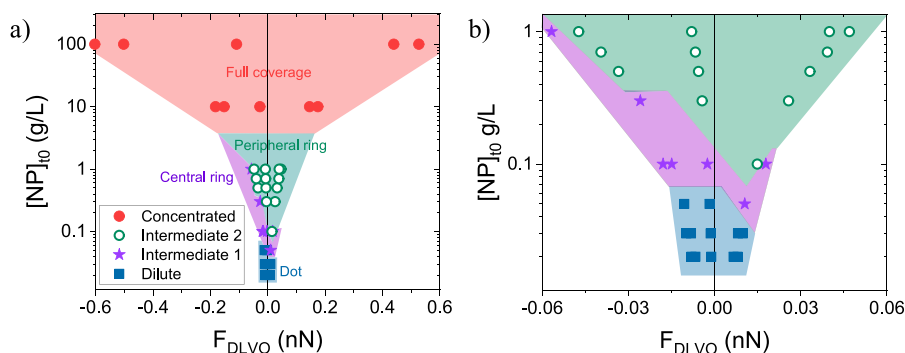 a)
[NP]t0 (g/L)
100
10
1
0.1
Full coverage
Peripheral ring
Central ring
Dot
Concentrated
Intermediate 2
Intermediate 1
Dilute
-0.6 -0.4 -0.2 0.0 0.2 0.4 0.6
FDLVO (nN)
b)
[NP]t0 g/L
1
0.1
-0.06 -0.03 0.00 0.03 0.06
FDLVO (nN)